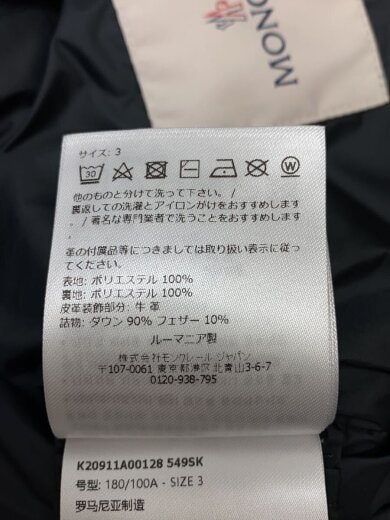 MONC
サイズ: 3
30
W
他のものと分けて洗って下さい。/
裏返しての洗濯とアイロンがけをおすすめします
. / 著名な専門業者で洗うことをおすすめします
.
革の付属品等につきましては取り扱い表示に従っ
てください。
表地: ポリエステル 100%
裏地: ポリエステル 100%
皮革装飾部分: 牛 革
詰物: ダウン 90% フェザー 10%
ルーマニア製
株式会社モンクレール ジャパン
〒107-0061 東京都港区北青山3-6-7
0120-938-795
K20911A00128 549SK
号型: 180/100A - SIZE 3
罗马尼亚制造